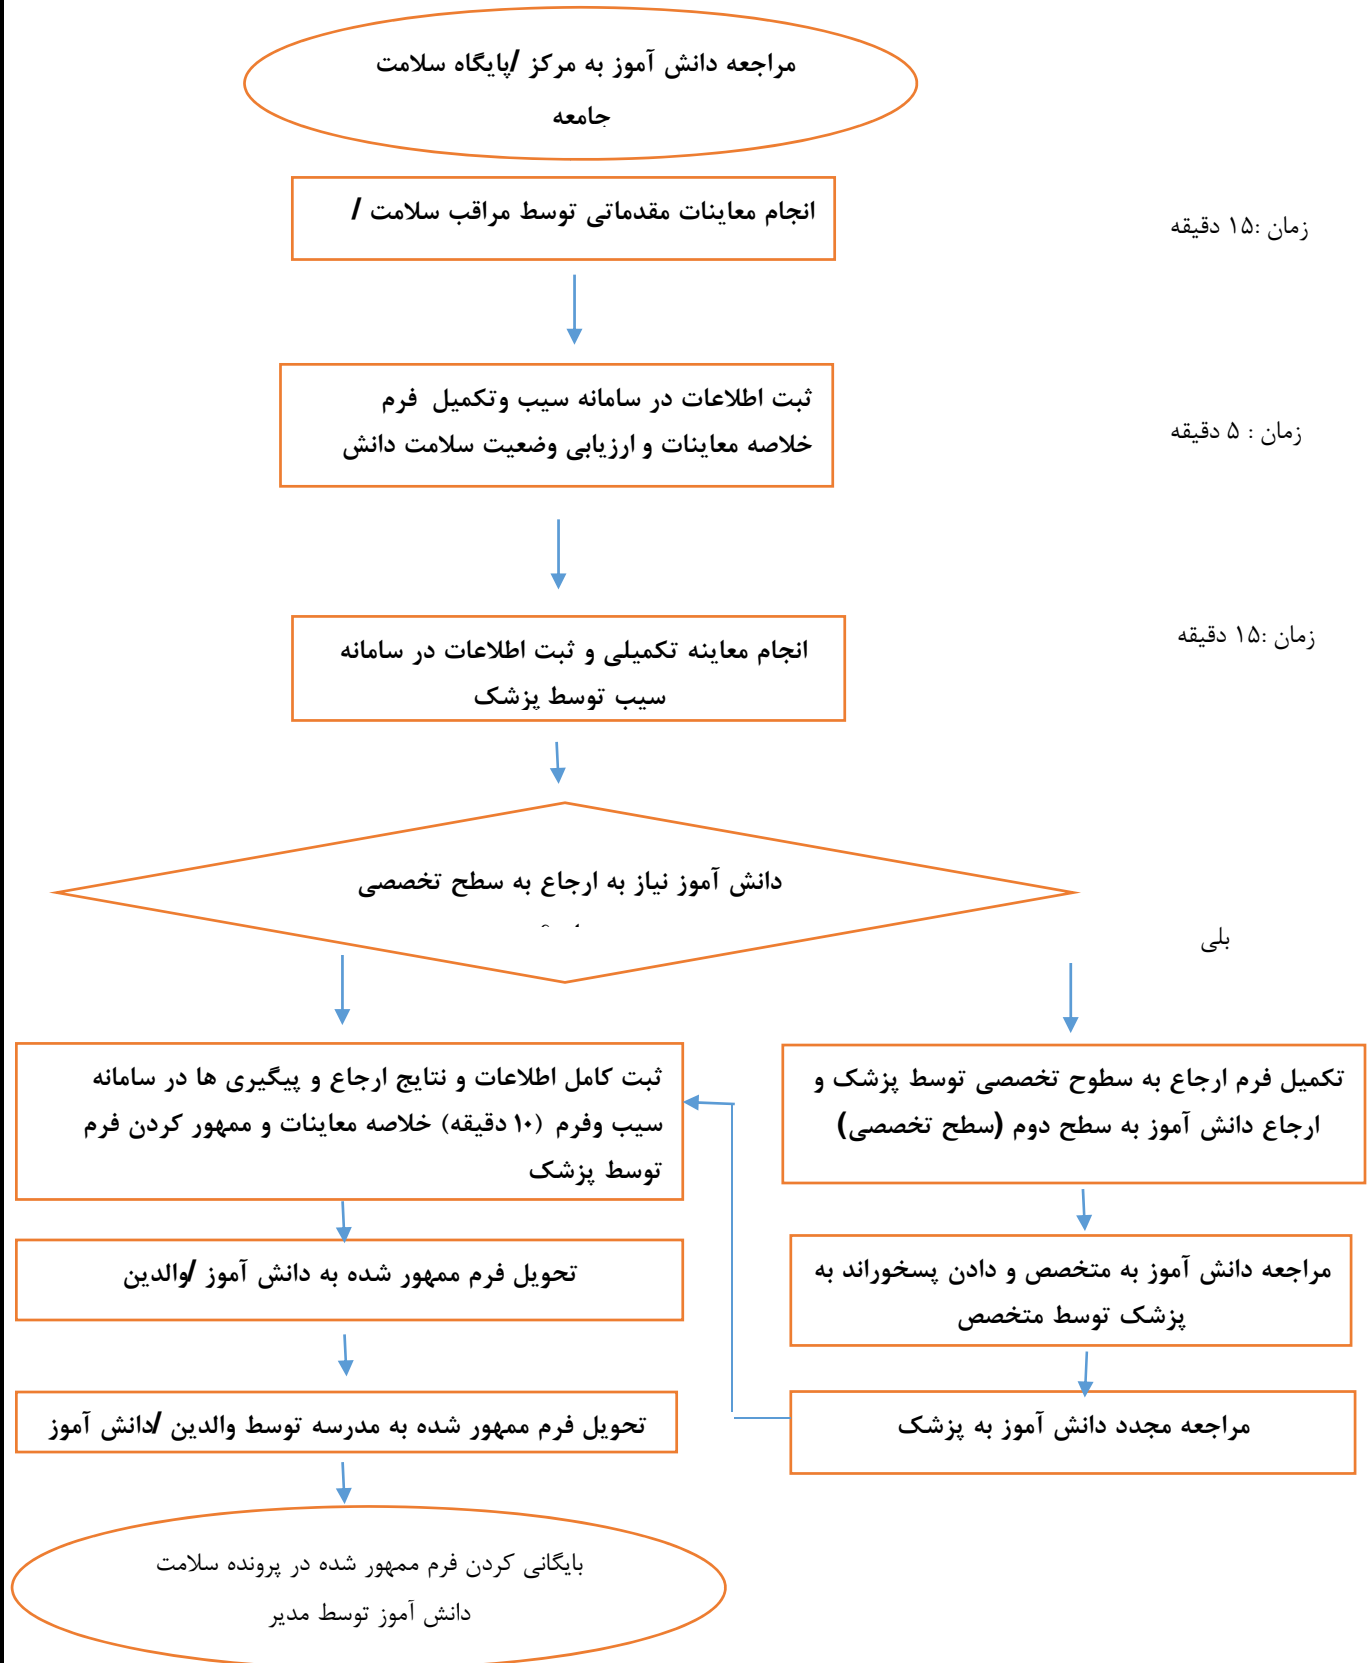 مراجعه دانش آموز به مرکز /پایگاه سلامت
جامعه
انجام معاینات مقدماتی توسط مراقب سلامت /
زمان :۱۵ دقیقه
ثبت اطلاعات در سامانه سیب وتکمیل فرم
خلاصه معاینات و ارزیابی وضعیت سلامت دانش
زمان : ۵ دقیقه
انجام معاینه تکمیلی و ثبت اطلاعات در سامانه
سیب توسط پزشک
زمان :۱۵ دقیقه
دانش آموز نیاز به ارجاع به سطح تخصصی
بلی
تکمیل فرم ارجاع به سطوح تخصصی توسط پزشک و
ارجاع دانش آموز به سطح دوم (سطح تخصصی)
مراجعه دانش آموز به متخصص و دادن پسخوراند به
پزشک توسط متخصص
مراجعه مجدد دانش آموز به پزشک
ثبت کامل اطلاعات و نتایج ارجاع و پیگیری ها در سامانه
سیب وفرم (۱۰ دقیقه) خلاصه معاینات و ممهور کردن فرم
توسط پزشک
تحویل فرم ممهور شده به دانش آموز /والدین
تحویل فرم ممهور شده به مدرسه توسط والدین /دانش آموز
بایگانی کردن فرم ممهور شده در پرونده سلامت
دانش آموز توسط مدیر